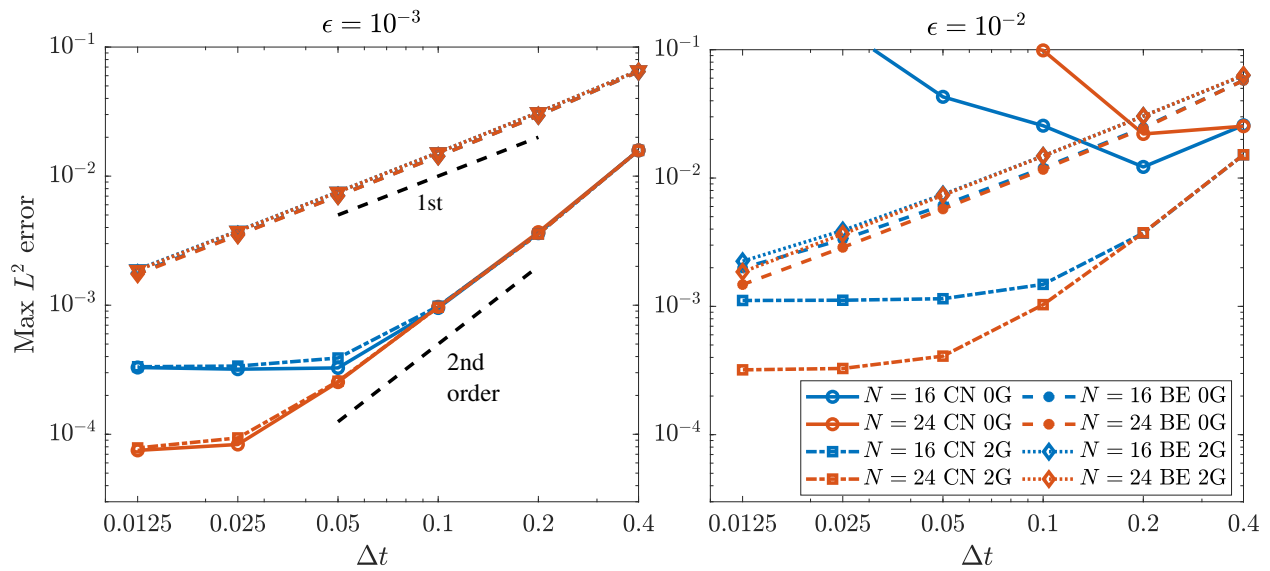 ϵ = 10⁻³
ϵ = 10⁻²
Max L² error
10⁻¹
10⁻²
10⁻³
10⁻⁴
1st
2nd
order
0.0125 0.025 0.05 0.1 0.2 0.4
Δt
10⁻¹
10⁻²
10⁻³
10⁻⁴
N = 16 CN 0G
N = 24 CN 0G
N = 16 CN 2G
N = 24 CN 2G
N = 16 BE 0G
N = 24 BE 0G
N = 16 BE 2G
N = 24 BE 2G
0.0125 0.025 0.05 0.1 0.2 0.4
Δt